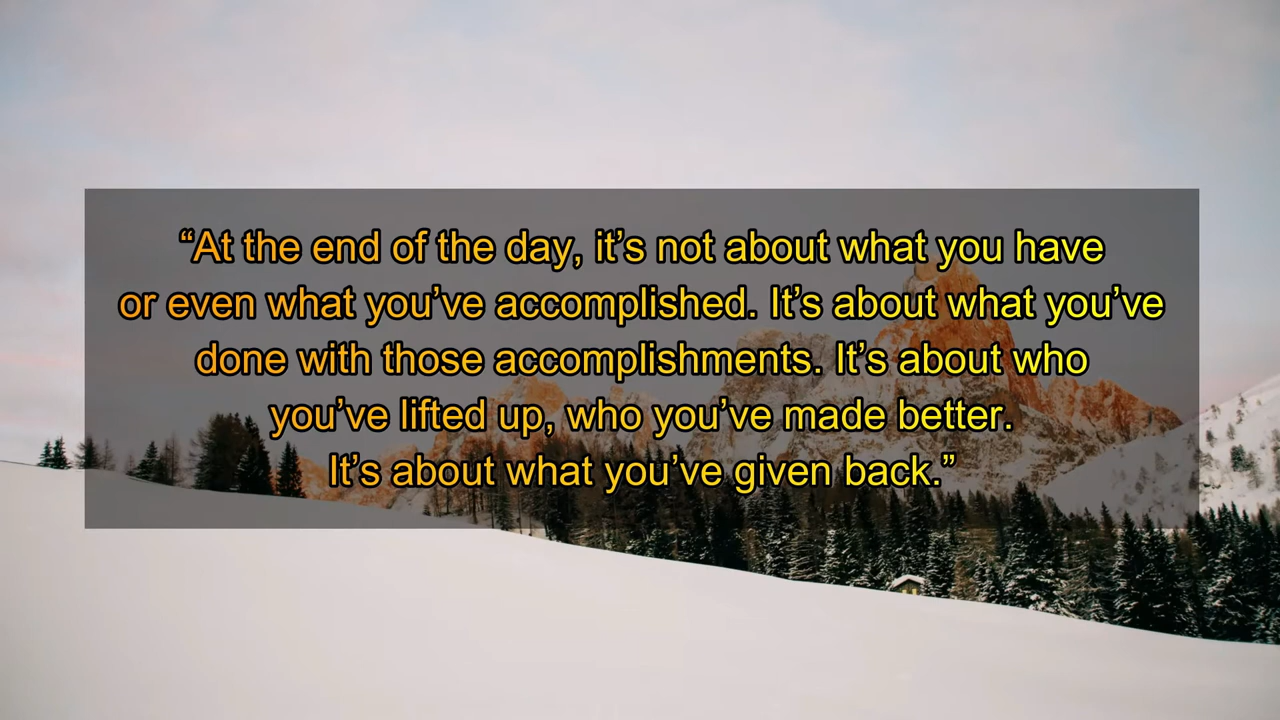 “At the end of the day, it’s not about what you have
or even what you’ve accomplished. It’s about what you’ve
done with those accomplishments. It’s about who
you’ve lifted up, who you’ve made better.
It’s about what you’ve given back.”